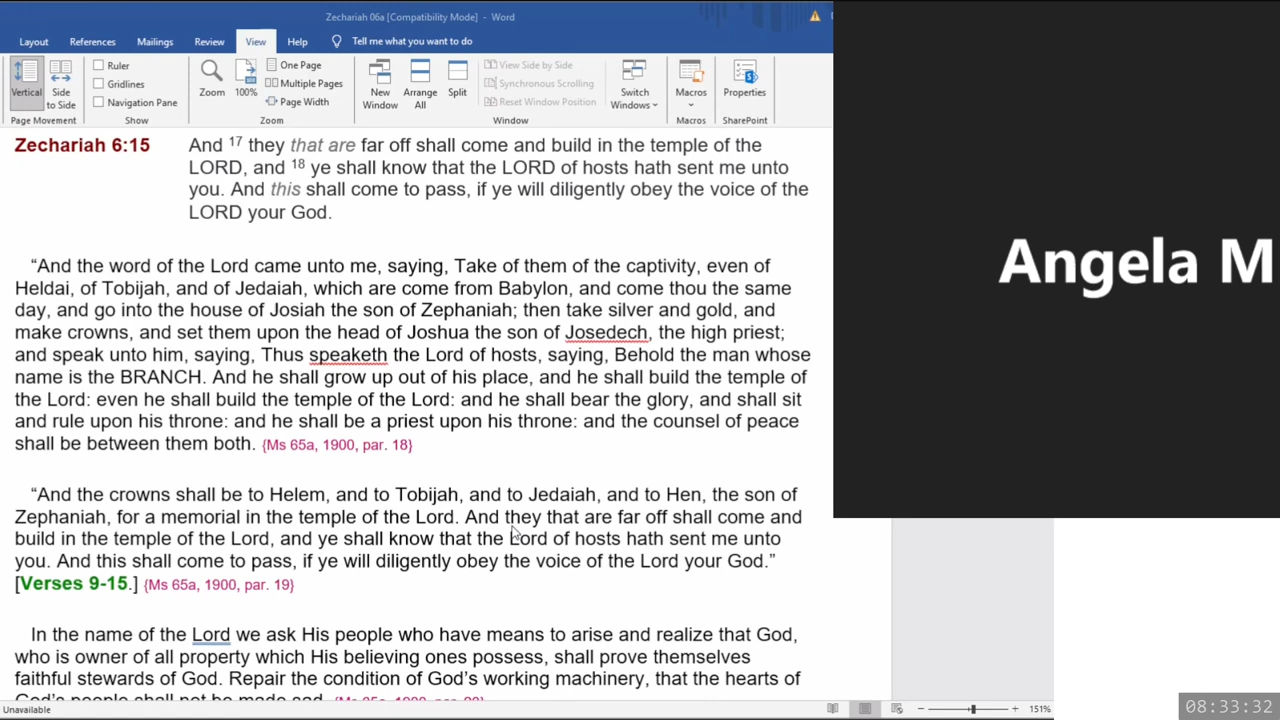 Zechariah 06a [Compatibility Mode] - Word
Layout References Mailings Review View Help Tell me what you want to do
Vertical
Side to Side
Page Movement
Ruler
Gridlines
Navigation Pane
Show
Zoom
100%
One Page
Multiple Pages
Page Width
Zoom
New Window
Arrange All
Split
View Side by Side
Synchronous Scrolling
Reset Window Position
Window
Switch Windows
Macros
Macros
Properties
SharePoint
Angela M
Zechariah 6:15 And 17 they that are far off shall come and build in the temple of the
LORD, and 18 ye shall know that the LORD of hosts hath sent me unto
you. And this shall come to pass, if ye will diligently obey the voice of the
LORD your God.
“And the word of the Lord came unto me, saying, Take of them of the captivity, even of
Heldai, of Tobijah, and of Jedaiah, which are come from Babylon, and come thou the same
day, and go into the house of Josiah the son of Zephaniah; then take silver and gold, and
make crowns, and set them upon the head of Joshua the son of Josedech, the high priest;
and speak unto him, saying, Thus speaketh the Lord of hosts, saying, Behold the man whose
name is the BRANCH. And he shall grow up out of his place, and he shall build the temple of
the Lord: even he shall build the temple of the Lord: and he shall bear the glory, and shall sit
and rule upon his throne: and he shall be a priest upon his throne: and the counsel of peace
shall be between them both. {Ms 65a, 1900, par. 18}
“And the crowns shall be to Helem, and to Tobijah, and to Jedaiah, and to Hen, the son of
Zephaniah, for a memorial in the temple of the Lord. And they that are far off shall come and
build in the temple of the Lord, and ye shall know that the Lord of hosts hath sent me unto
you. And this shall come to pass, if ye will diligently obey the voice of the Lord your God.”
[Verses 9-15.] {Ms 65a, 1900, par. 19}
In the name of the Lord we ask His people who have means to arise and realize that God,
who is owner of all property which His believing ones possess, shall prove themselves
faithful stewards of God. Repair the condition of God’s working machinery, that the hearts of
God’s people shall not be made sad.
Unavailable
151%
08:33:32